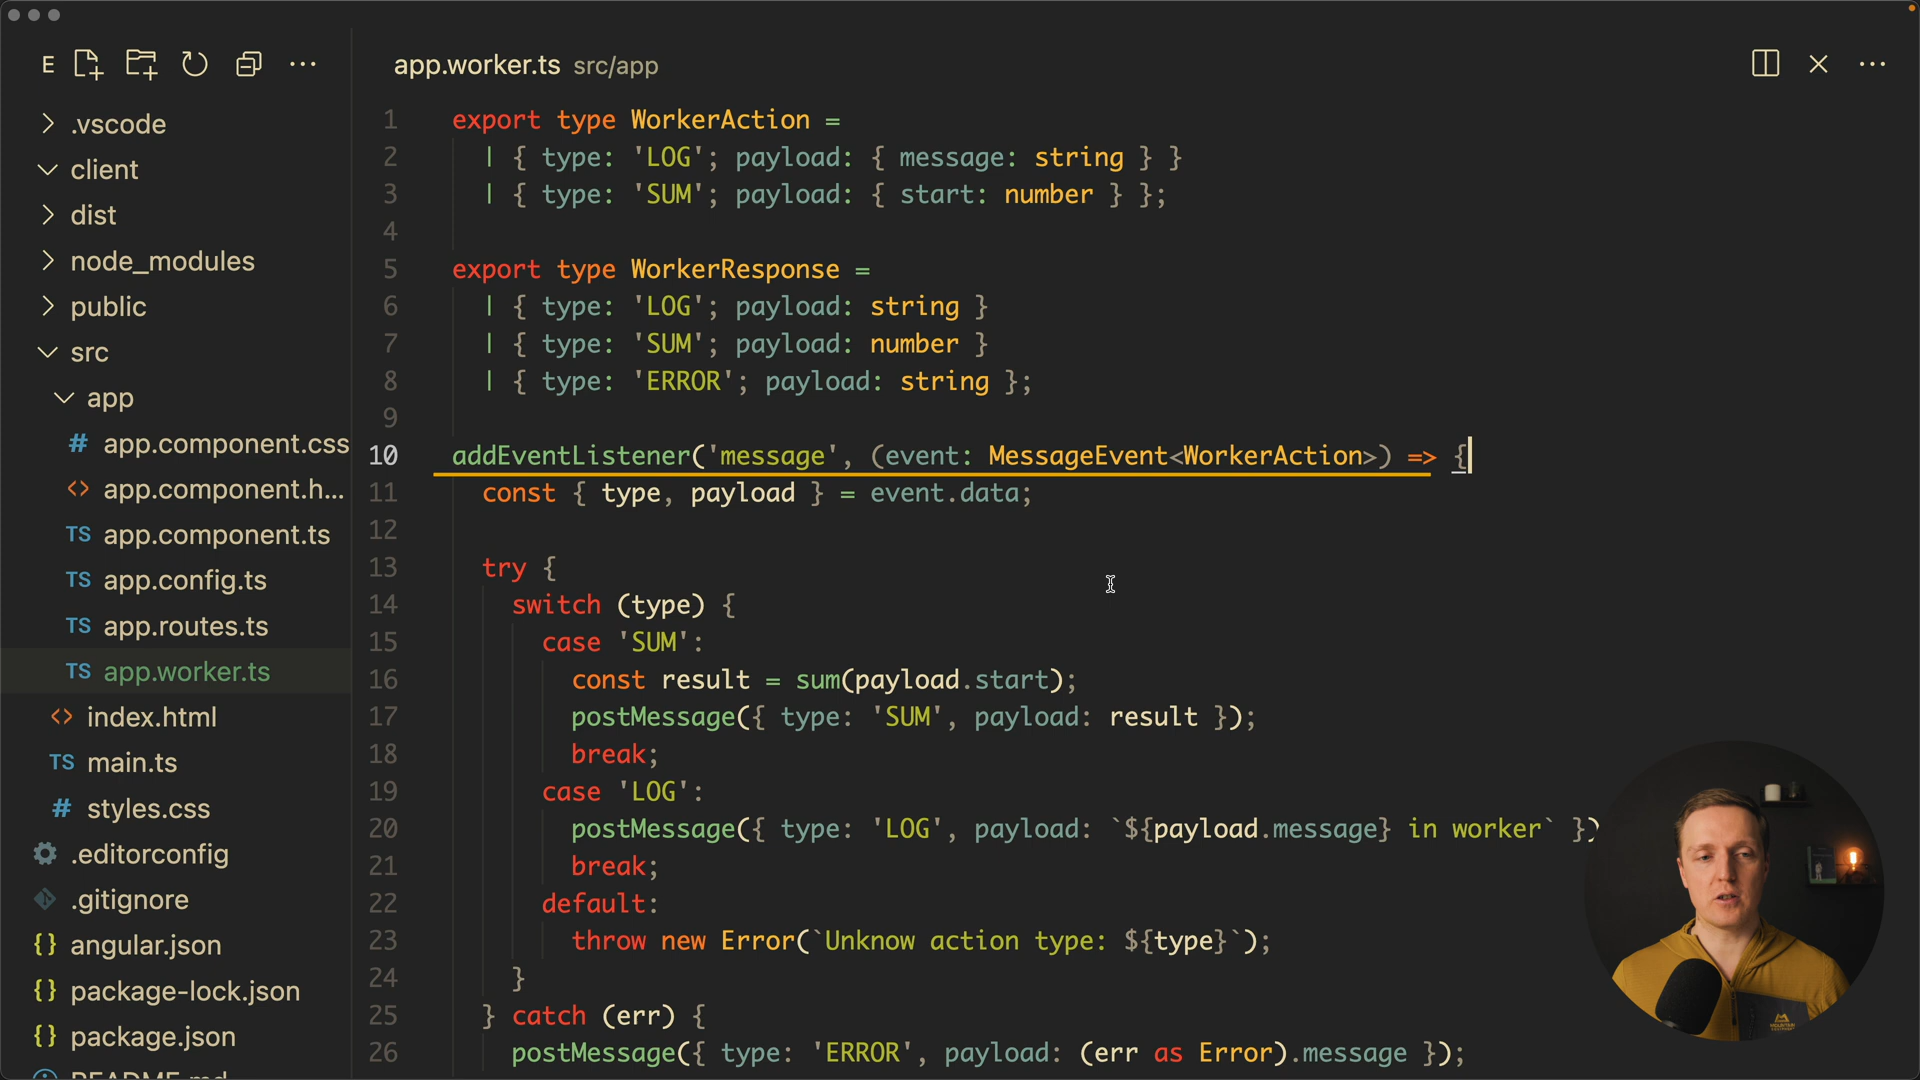 E
app.worker.ts src/app
.vscode
client
dist
node_modules
public
src
app
# app.component.css
<> app.component.h...
TS app.component.ts
TS app.config.ts
TS app.routes.ts
TS app.worker.ts
<> index.html
TS main.ts
# styles.css
.editorconfig
.gitignore
{} angular.json
{} package-lock.json
{} package.json
README.md
1 export type WorkerAction =
2 | { type: 'LOG'; payload: { message: string } }
3 | { type: 'SUM'; payload: { start: number } };
4
5 export type WorkerResponse =
6 | { type: 'LOG'; payload: string }
7 | { type: 'SUM'; payload: number }
8 | { type: 'ERROR'; payload: string };
9
10 addEventListener('message', (event: MessageEvent<WorkerAction>) => {
11 const { type, payload } = event.data;
12
13 try {
14 switch (type) {
15 case 'SUM':
16 const result = sum(payload.start);
17 postMessage({ type: 'SUM', payload: result });
18 break;
19 case 'LOG':
20 postMessage({ type: 'LOG', payload: `${payload.message} in worker` })
21 break;
22 default:
23 throw new Error(`Unknow action type: ${type}`);
24 }
25 } catch (err) {
26 postMessage({ type: 'ERROR', payload: (err as Error).message });